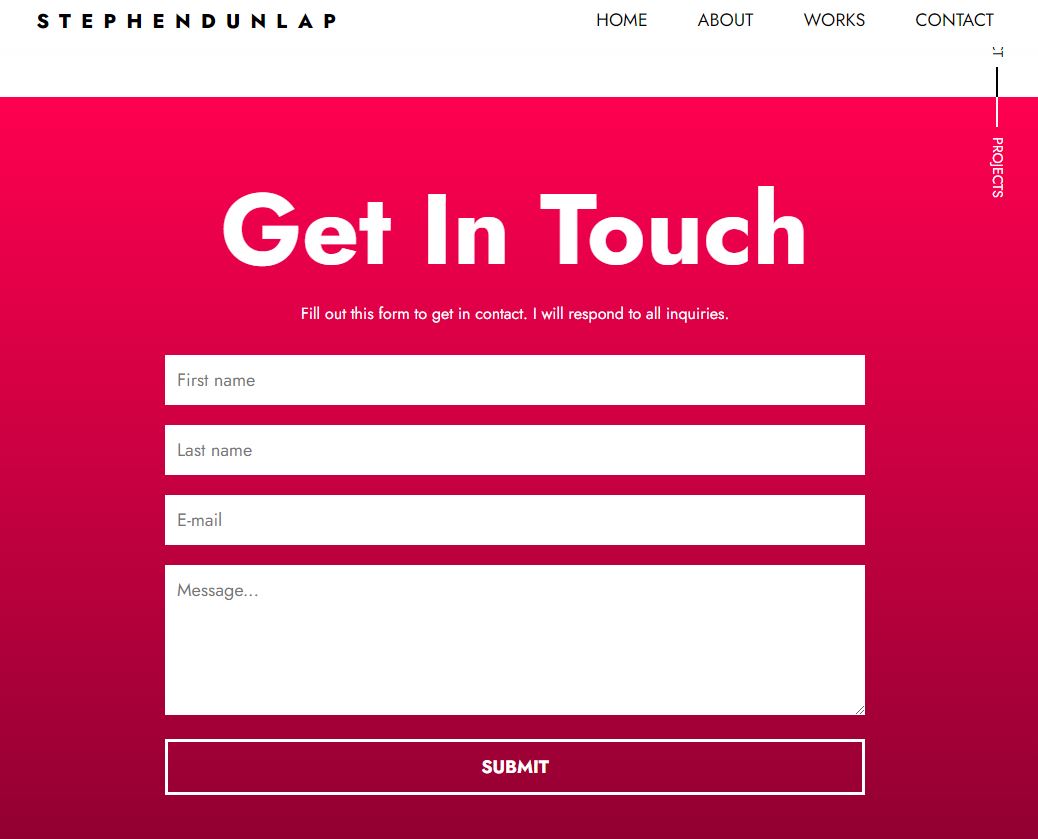 STEPHENDUNLAP
HOME ABOUT WORKS CONTACT
PROJECTS
Get In Touch
Fill out this form to get in contact. I will respond to all inquiries.
First name
Last name
E-mail
Message...
SUBMIT